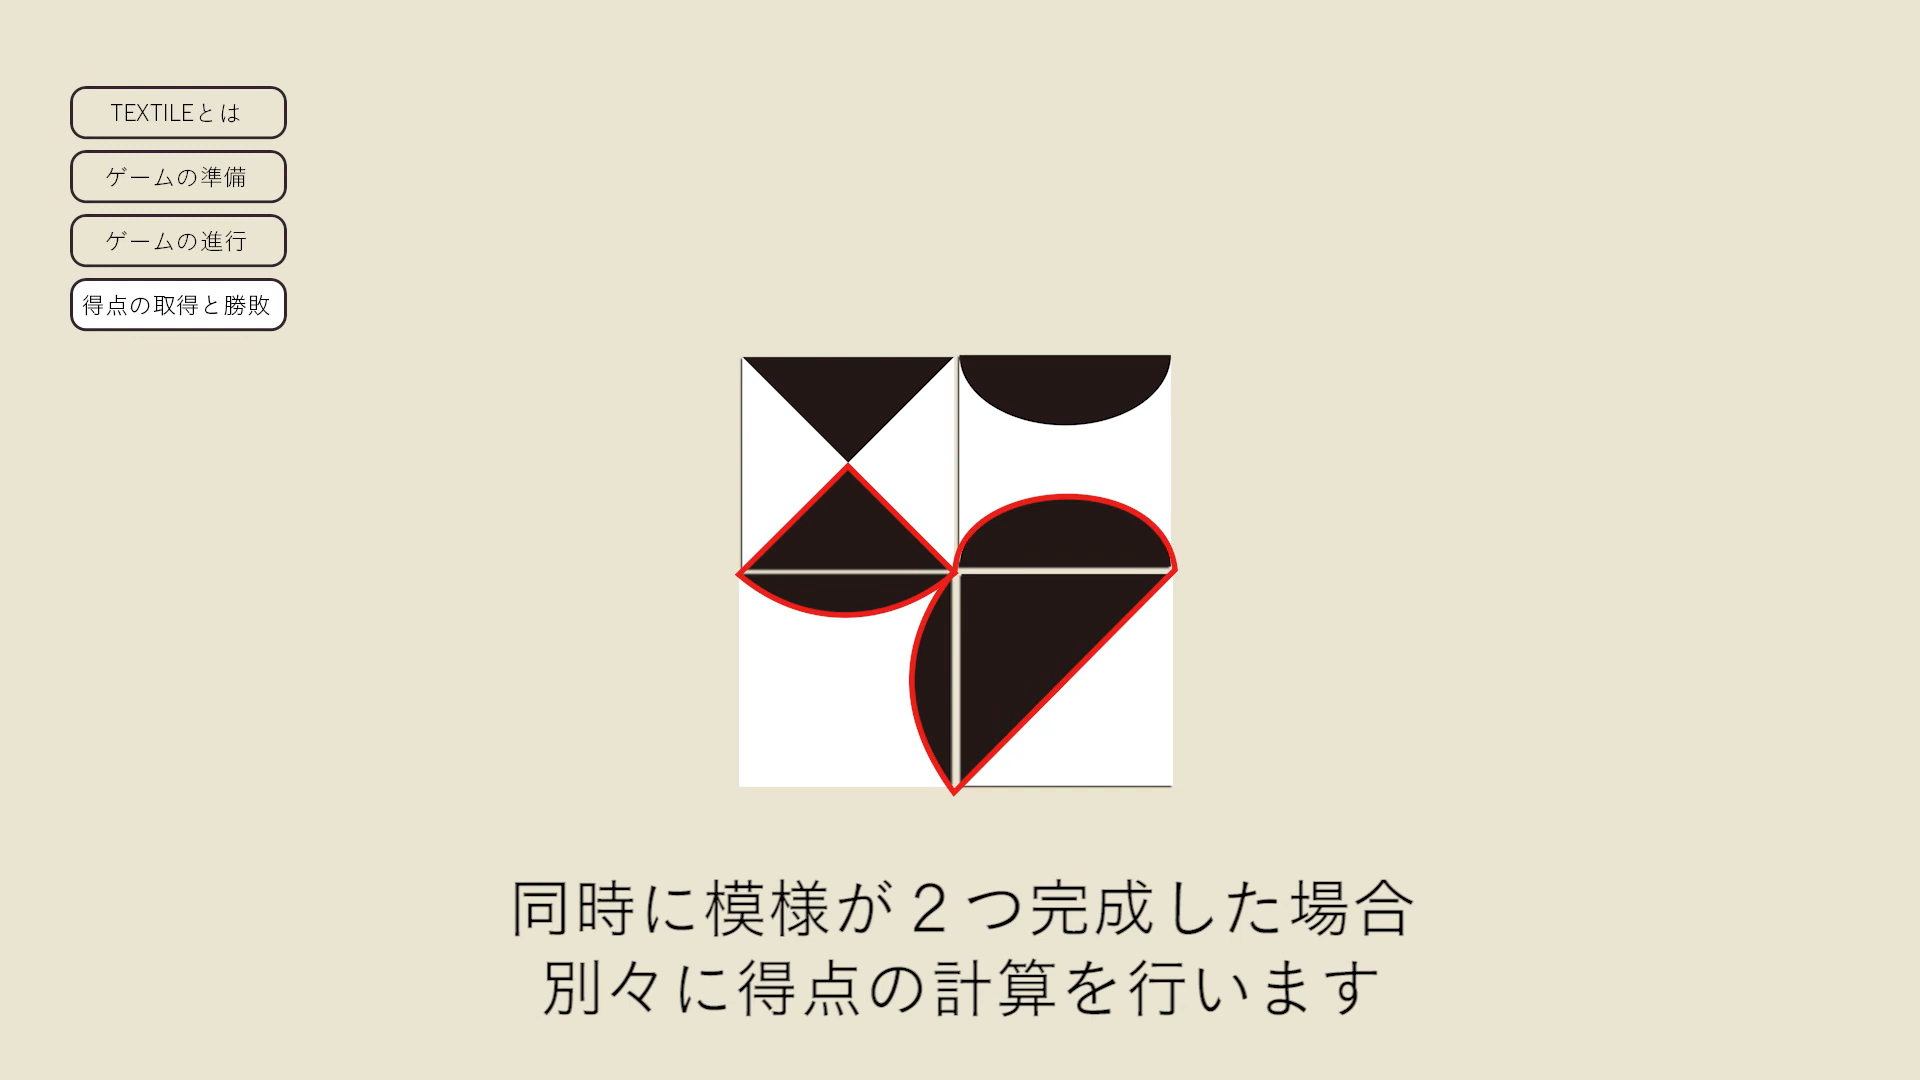 TEXTILEとは
ゲームの準備
ゲームの進行
得点の取得と勝敗
同時に模様が２つ完成した場合
別々に得点の計算を行います